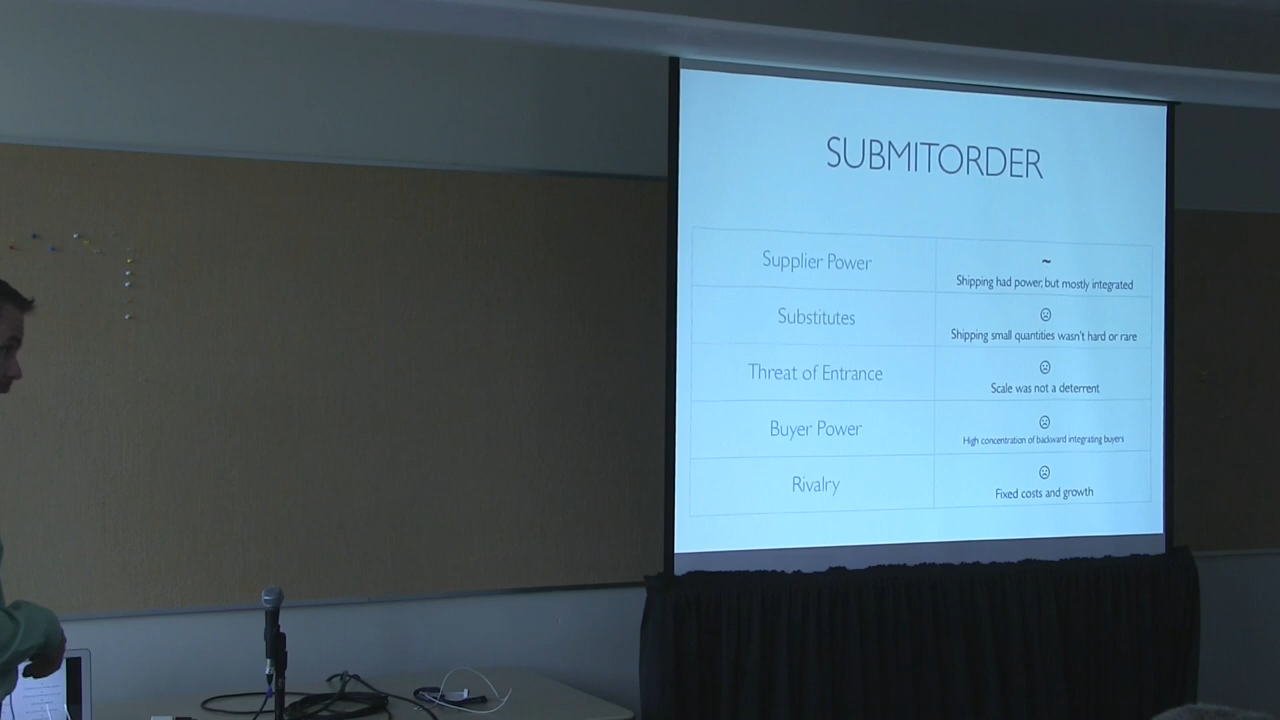 SUBMITORDER
Supplier Power
~
Shipping had power, but mostly integrated
Substitutes
☹
Shipping small quantities wasn't hard or rare
Threat of Entrance
☹
Scale was not a deterrent
Buyer Power
☹
High concentration of backward integrating buyers
Rivalry
☹
Fixed costs and growth